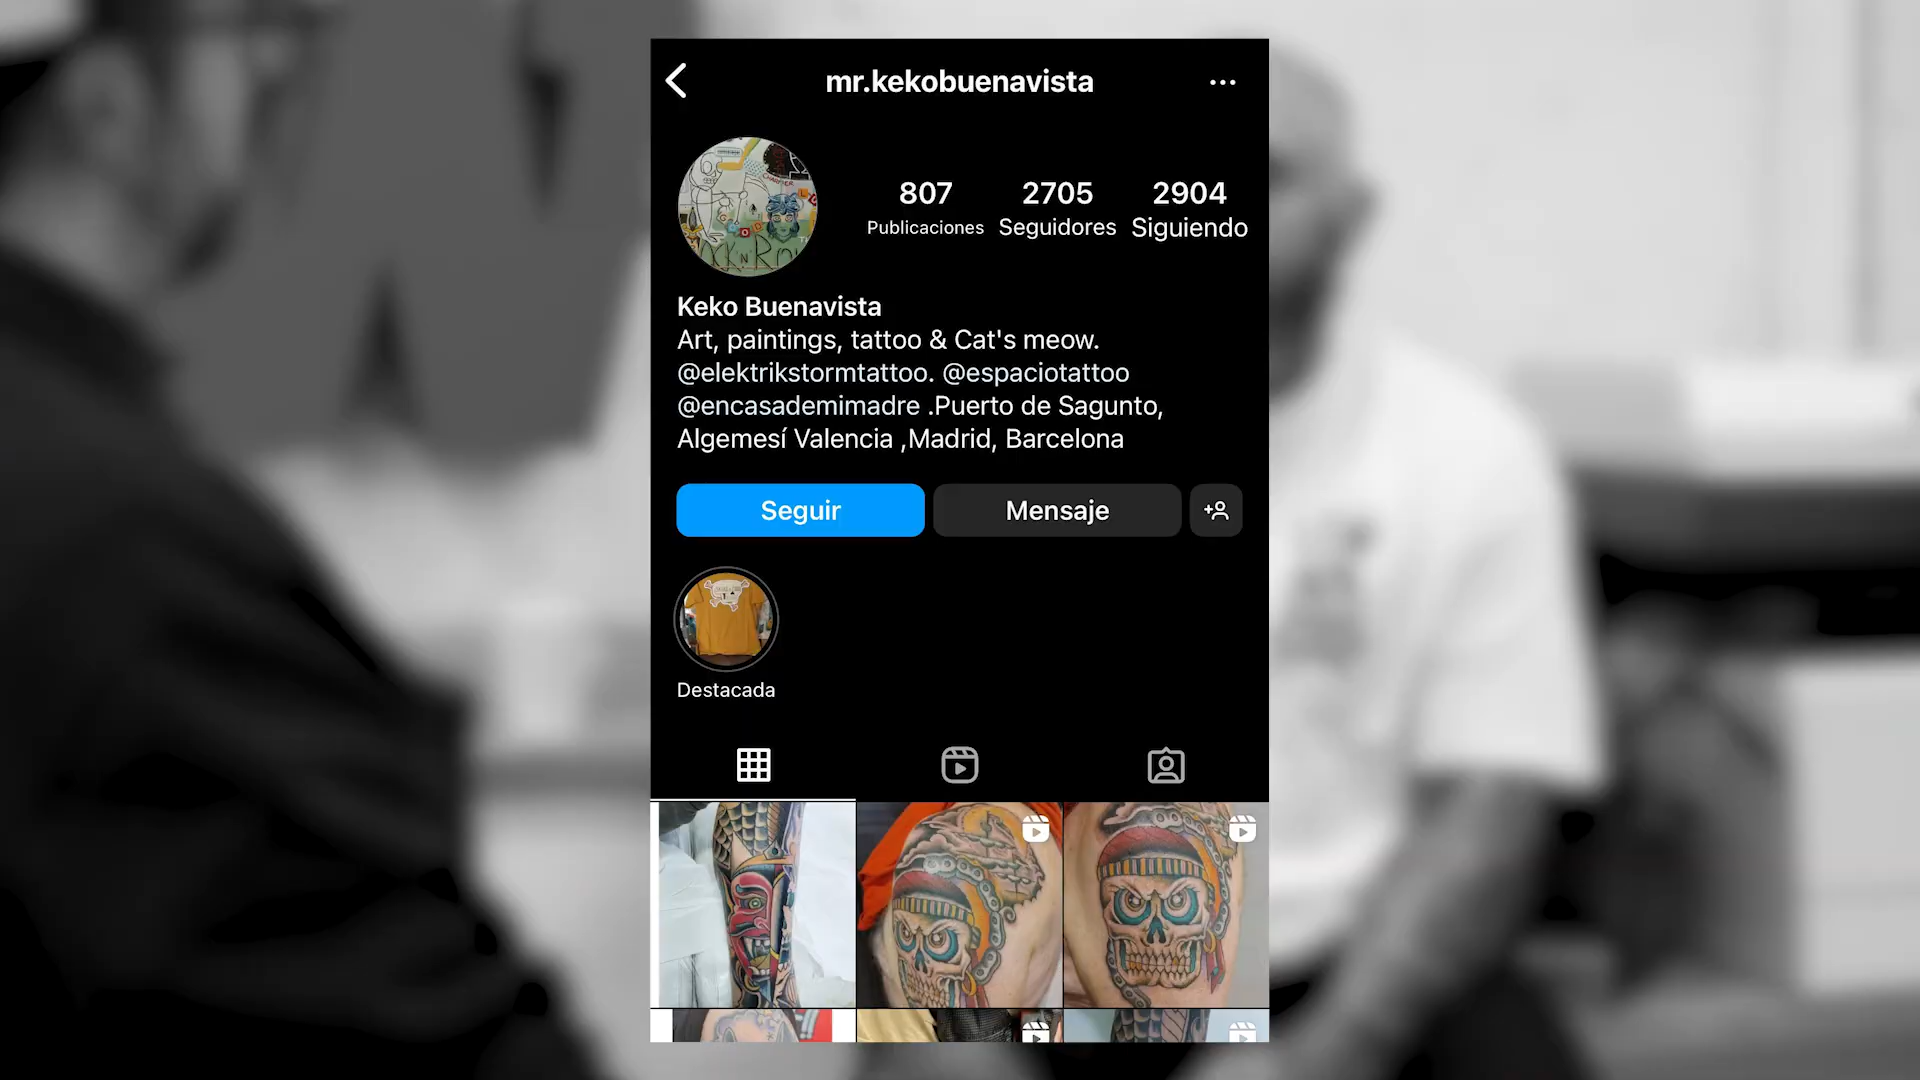 mr.kekobuenavista
807
2705
2904
Publicaciones
Seguidores
Siguiendo
Keko Buenavista
Art, paintings, tattoo & Cat's meow.
@elektrikstormtattoo. @espaciotattoo
@encasademimadre .Puerto de Sagunto,
Algemesí Valencia ,Madrid, Barcelona
Seguir
Mensaje
Destacada